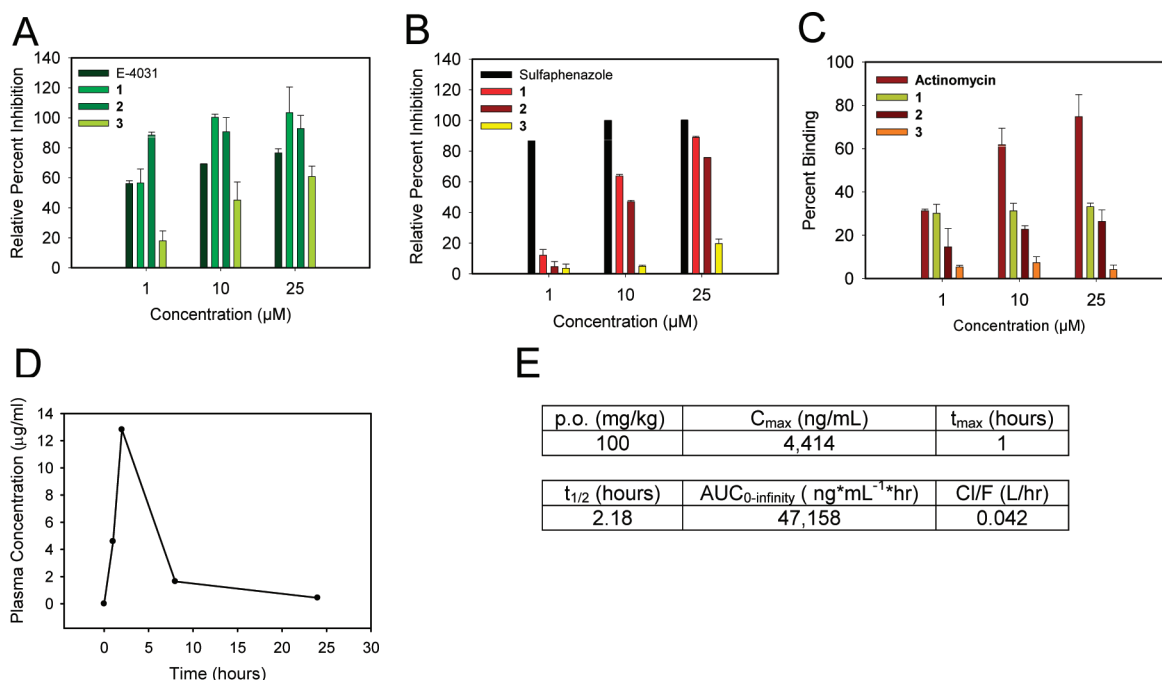 A
Relative Percent Inhibition
140
120
100
80
60
40
20
0
E-4031
1
2
3
1 10 25
Concentration (µM)
B
Relative Percent Inhibition
140
120
100
80
60
40
20
0
Sulfaphenazole
1
2
3
1 10 25
Concentration (µM)
C
Percent Binding
100
80
60
40
20
0
Actinomycin
1
2
3
1 10 25
Concentration (µM)
D
Plasma Concentration (µg/ml)
14
12
10
8
6
4
2
0
0 5 10 15 20 25 30
Time (hours)
E
p.o. (mg/kg) Cmax (ng/mL) tmax (hours)
100 4,414 1
t1/2 (hours) AUC0-infinity ( ng*mL-1*hr) Cl/F (L/hr)
2.18 47,158 0.042